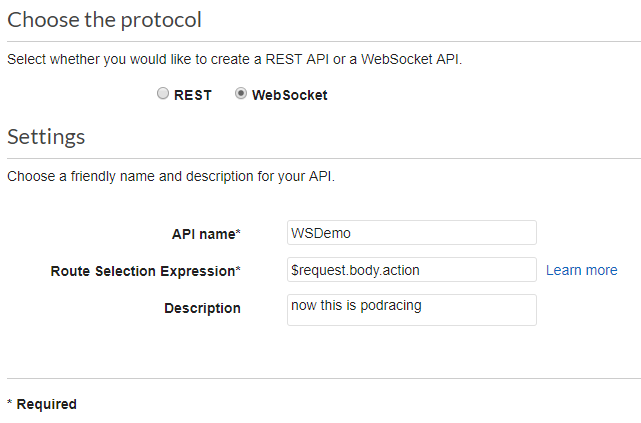 Choose the protocol
Select whether you would like to create a REST API or a WebSocket API.
REST WebSocket
Settings
Choose a friendly name and description for your API.
API name* WSDemo
Route Selection Expression* $request.body.action Learn more
Description now this is podracing
* Required